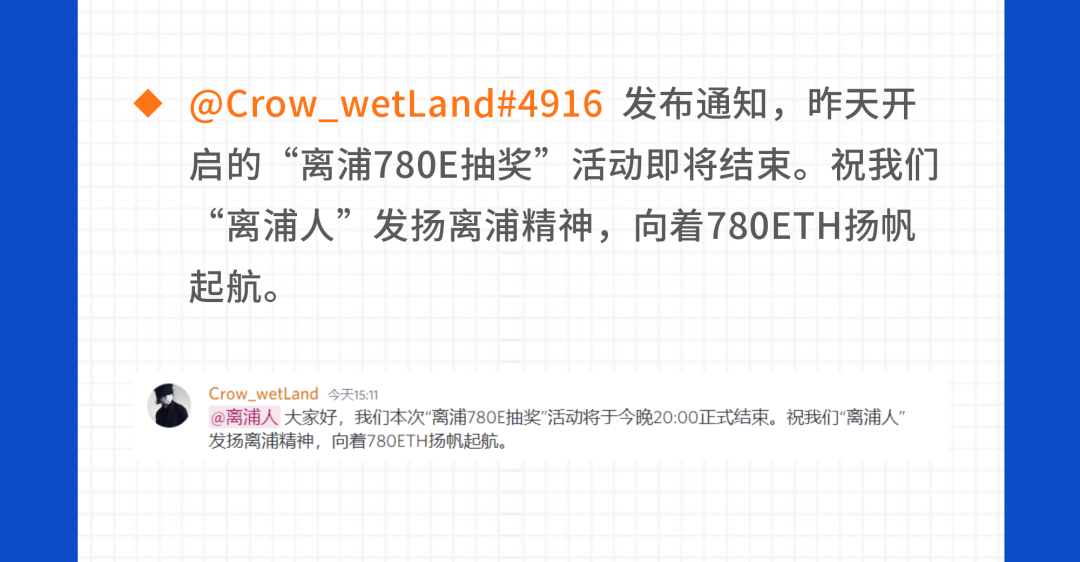 @Crow_wetLand#4916 发布通知，昨天开
启的“离浦780E抽奖”活动即将结束。祝我们
“离浦人”发扬离浦精神，向着780ETH扬帆
起航。
Crow_wetLand 今天15:11
@离浦人 大家好，我们本次“离浦780E抽奖”活动将于今晚20:00正式结束。祝我们“离浦人”
发扬离浦精神，向着780ETH扬帆起航。